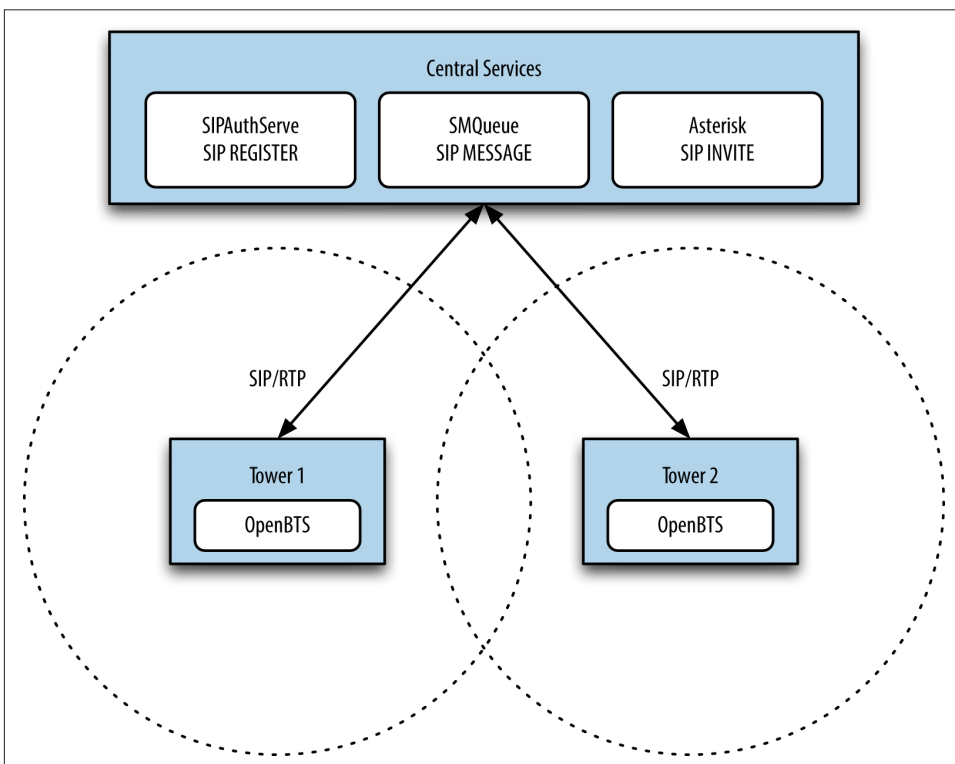 Central Services
SIPAuthServe
SIP REGISTER
SMQueue
SIP MESSAGE
Asterisk
SIP INVITE
SIP/RTP
SIP/RTP
Tower 1
OpenBTS
Tower 2
OpenBTS